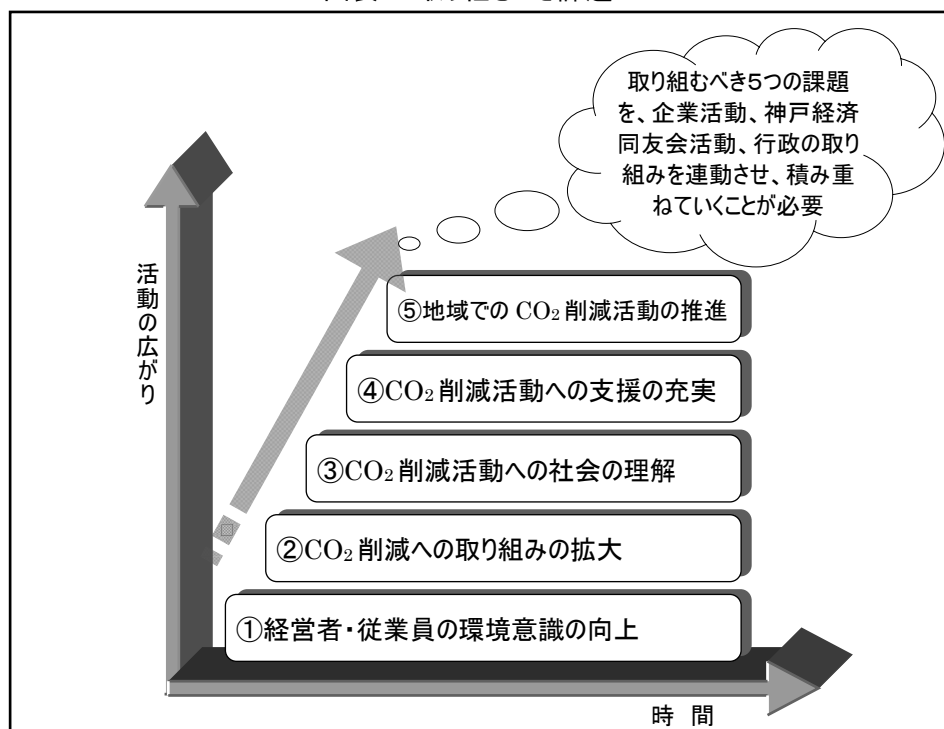 取り組むべき5つの課題
を、企業活動、神戸経済
同友会活動、行政の取り
組みを連動させ、積み重
ねていくことが必要
活動の広がり
⑤地域での CO₂ 削減活動の推進
④CO₂ 削減活動への支援の充実
③CO₂ 削減活動への社会の理解
②CO₂ 削減への取り組みの拡大
①経営者・従業員の環境意識の向上
時 間